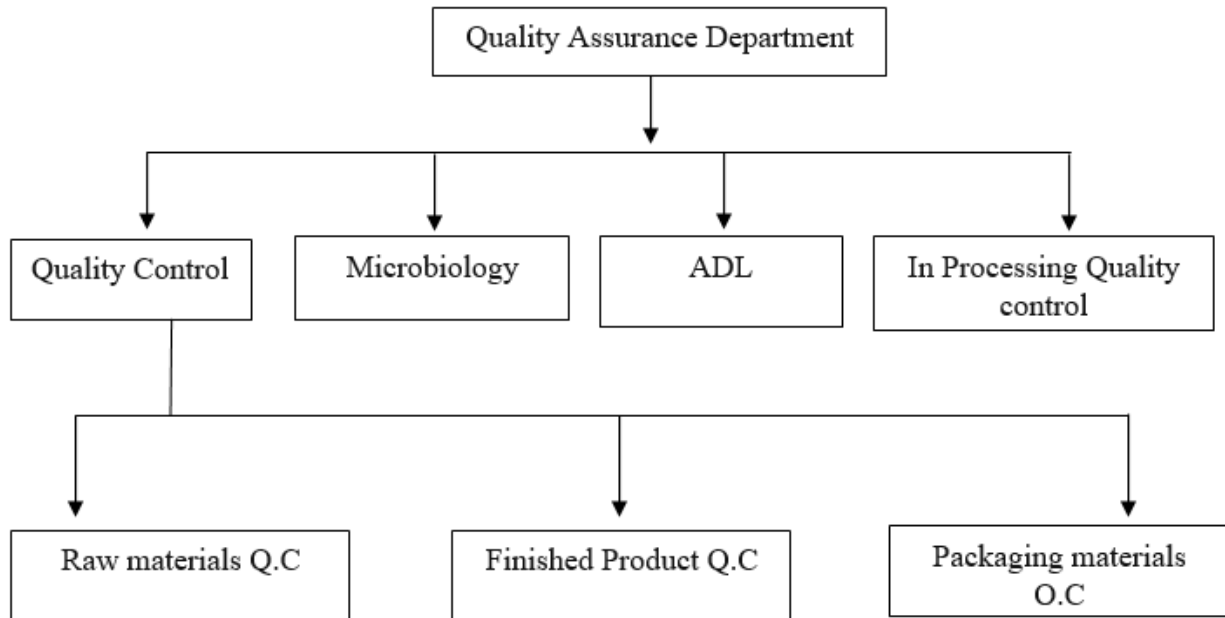 Quality Assurance Department
Quality Control
Microbiology
ADL
In Processing Quality
control
Raw materials Q.C
Finished Product Q.C
Packaging materials
O.C